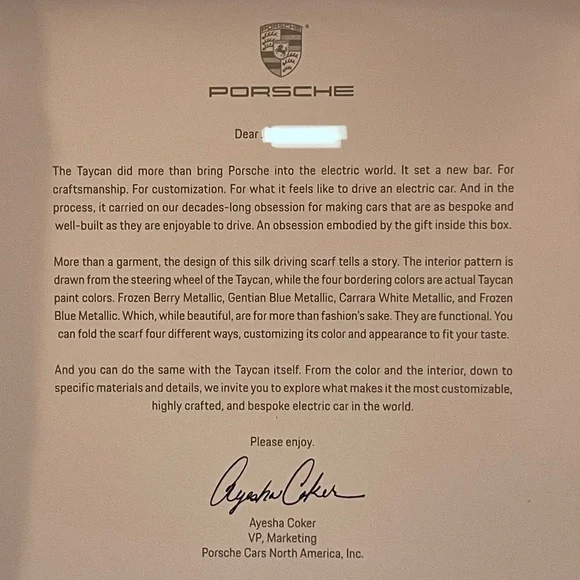 PORSCHE
PORSCHE
Dear
The Taycan did more than bring Porsche into the electric world. It set a new bar. For
craftsmanship. For customization. For what it feels like to drive an electric car. And in the
process, it carried on our decades-long obsession for making cars that are as bespoke and
well-built as they are enjoyable to drive. An obsession embodied by the gift inside this box.
More than a garment, the design of this silk driving scarf tells a story. The interior pattern is
drawn from the steering wheel of the Taycan, while the four bordering colors are actual Taycan
paint colors. Frozen Berry Metallic, Gentian Blue Metallic, Carrara White Metallic, and Frozen
Blue Metallic. Which, while beautiful, are for more than fashion's sake. They are functional. You
can fold the scarf four different ways, customizing its color and appearance to fit your taste.
And you can do the same with the Taycan itself. From the color and the interior, down to
specific materials and details, we invite you to explore what makes it the most customizable,
highly crafted, and bespoke electric car in the world.
Please enjoy.
Ayesha Coker
Ayesha Coker
VP, Marketing
Porsche Cars North America, Inc.